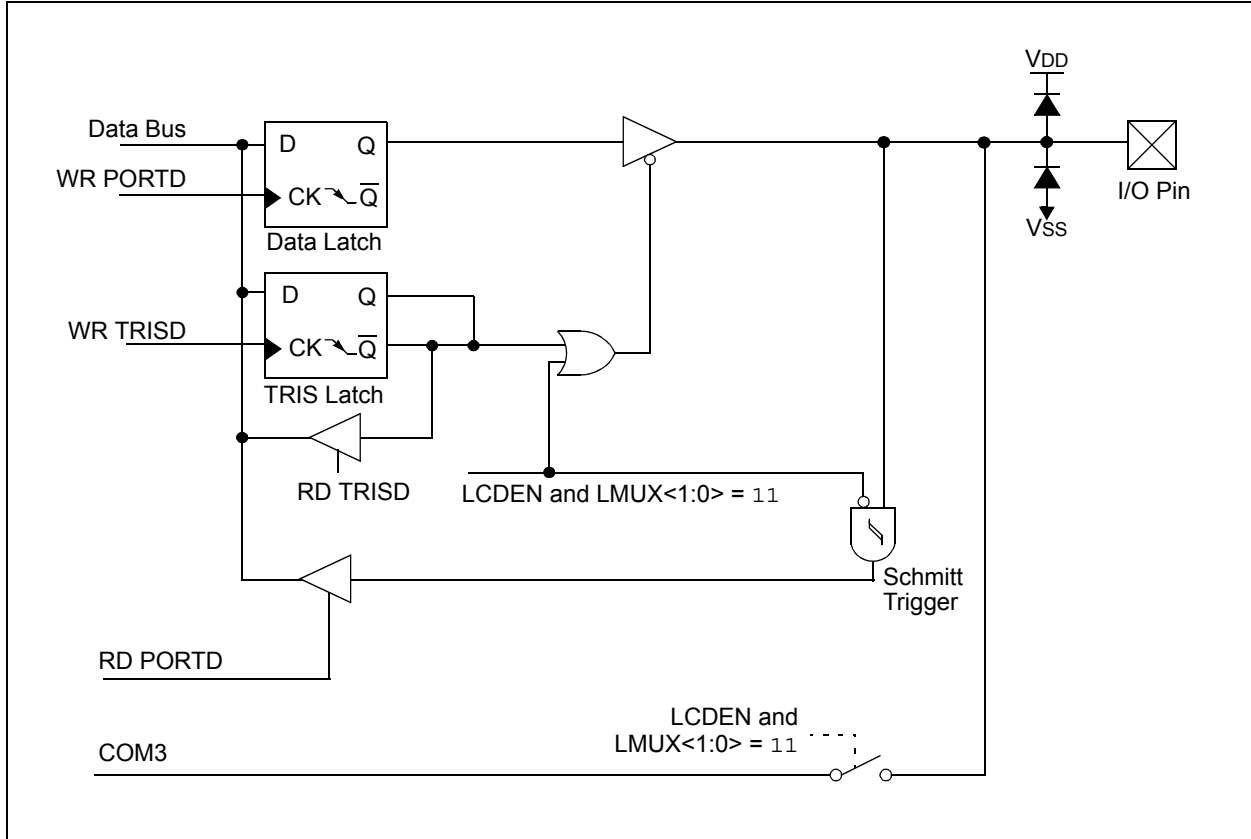 VDD
Data Bus
D Q
WR PORTD
CK Q̅
I/O Pin
Data Latch
VSS
D Q
WR TRISD
CK Q̅
TRIS Latch
RD TRISD
LCDEN and LMUX<1:0> = 11
Schmitt
Trigger
RD PORTD
LCDEN and
LMUX<1:0> = 11
COM3